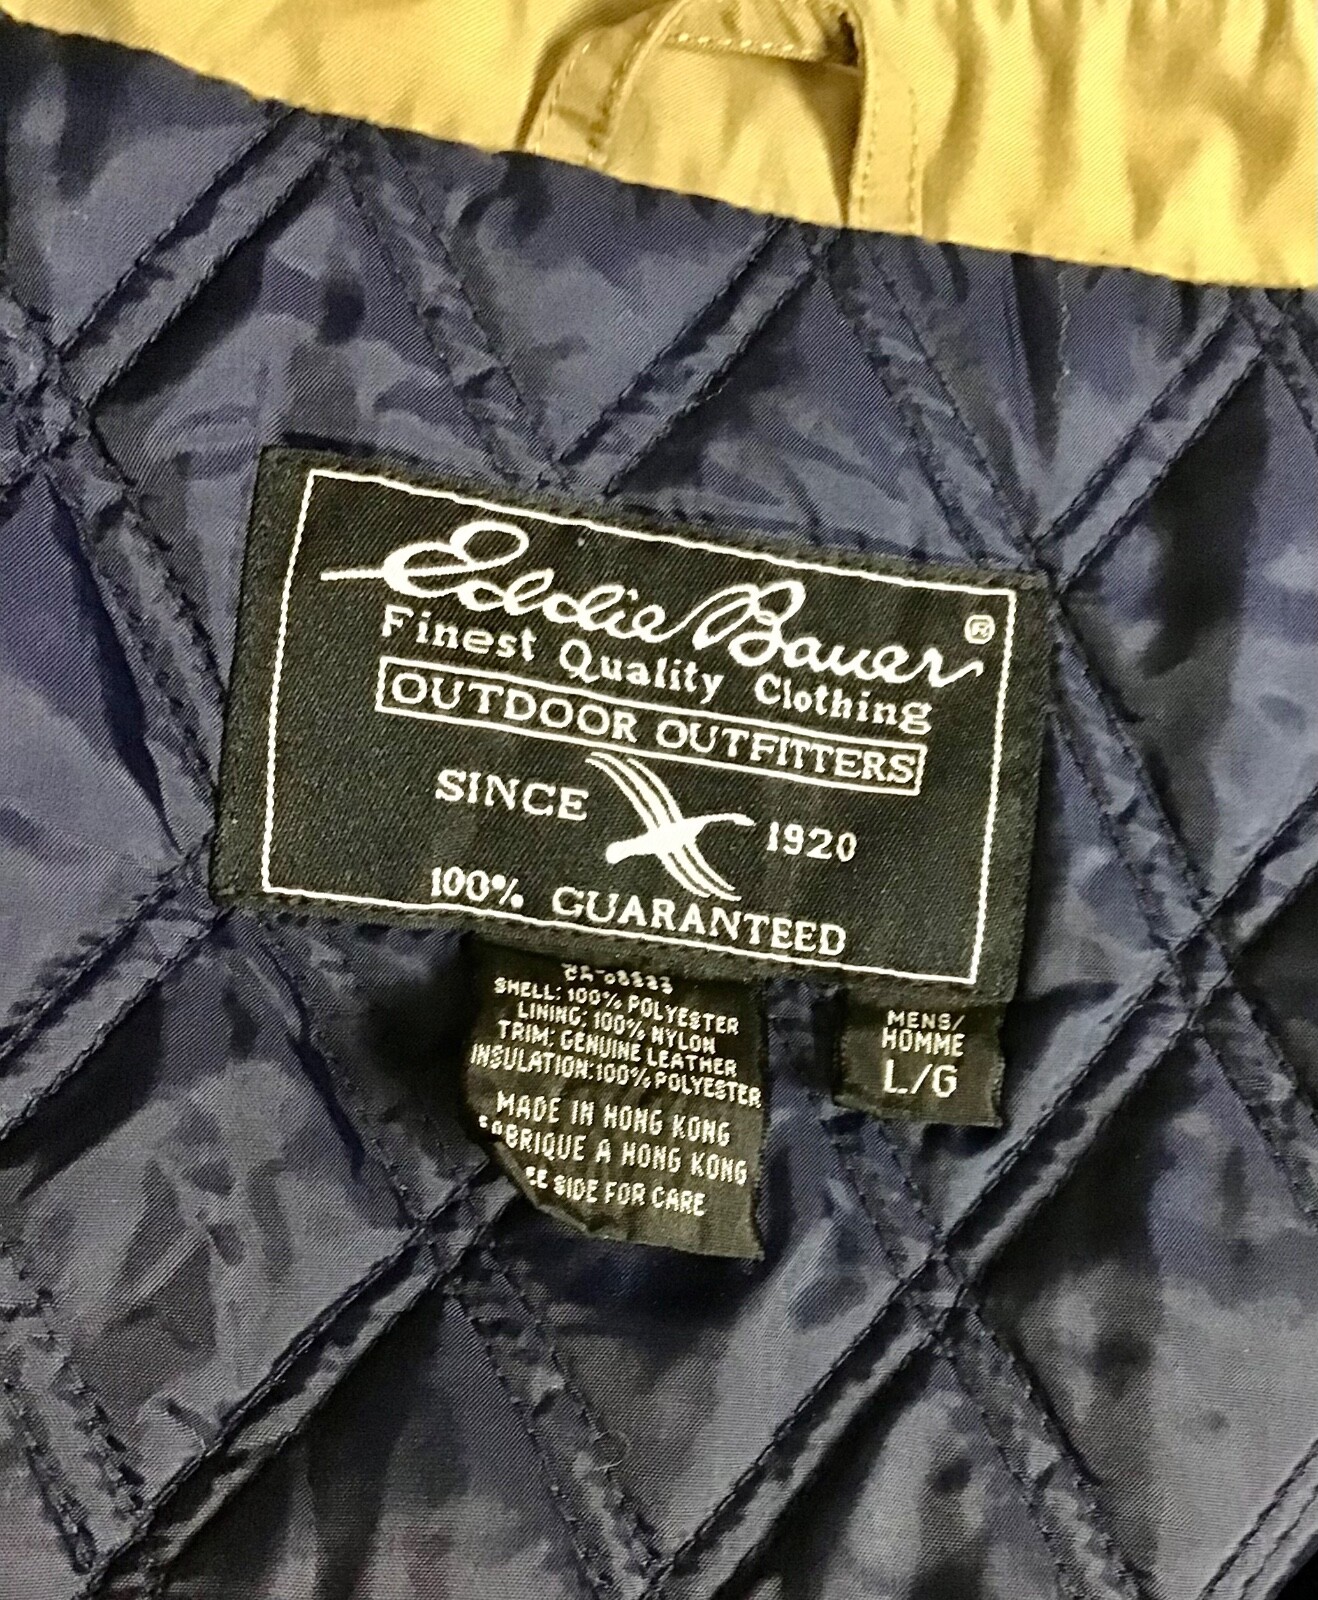 Eddie Bauer ®
Finest Quality Clothing
OUTDOOR OUTFITTERS
SINCE 1920
100% GUARANTEED
SHELL: 100% POLYESTER
LINING: 100% NYLON
TRIM: GENUINE LEATHER
INSULATION:100% POLYESTER
MADE IN HONG KONG
FABRIQUE A HONG KONG
SIDE FOR CARE
MENS/
HOMME
L/G